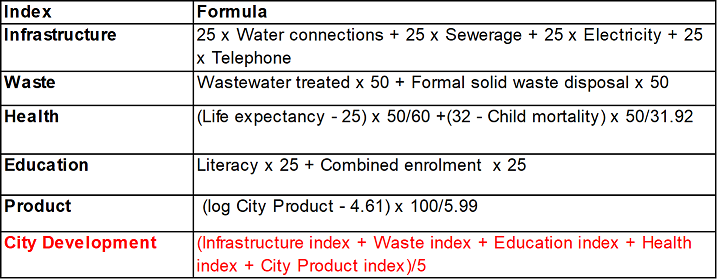 Index Formula
Infrastructure 25 x Water connections + 25 x Sewerage + 25 x Electricity + 25
x Telephone
Waste Wastewater treated x 50 + Formal solid waste disposal x 50
Health (Life expectancy - 25) x 50/60 +(32 - Child mortality) x 50/31.92
Education Literacy x 25 + Combined enrolment x 25
Product (log City Product - 4.61) x 100/5.99
City Development (Infrastructure index + Waste index + Education index + Health
index + City Product index)/5